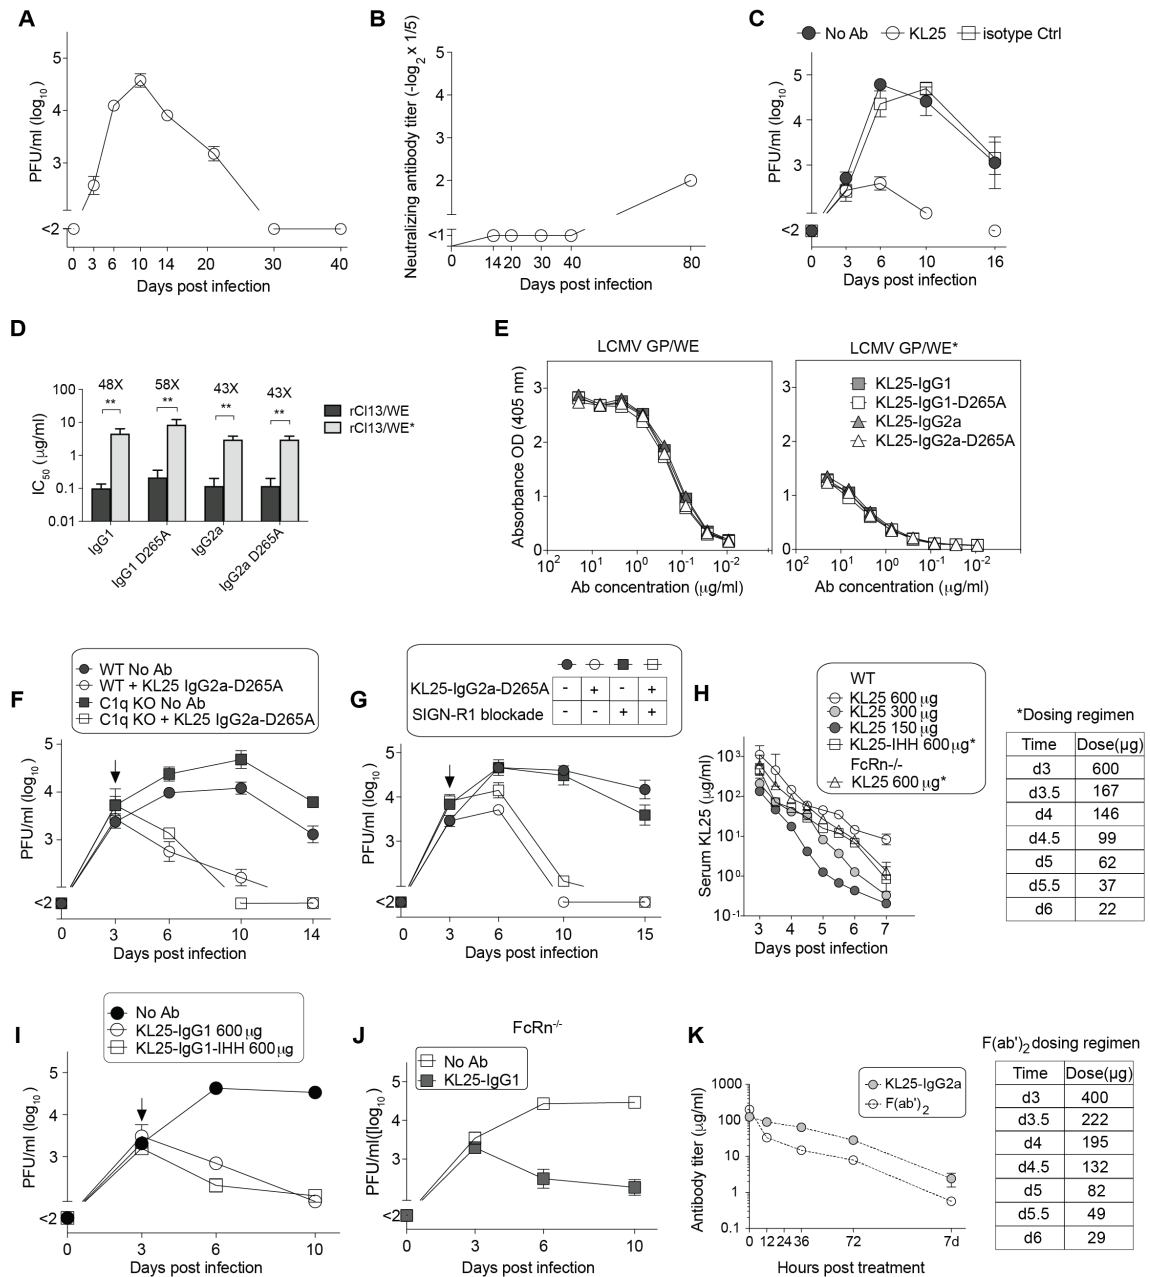 A
PFU/ml (log10 )
5
4
3
<2
0 3 6 10 14 20 30 40
Days post infection
B
Neutralizing antibody titer (-log2 x 1/5)
5
4
3
2
<1
0 14 20 30 40 80
Days post infection
C
No Ab KL25 isotype Ctrl
PFU/ml (log10 )
5
4
3
<2
0 3 6 10 16
Days post infection
D
48X 58X 43X 43X
** ** ** **
IC50 (μg/ml)
100
10
1
0.1
0.01
IgG1 IgG1 D265A IgG2a IgG2a D265A
rCl13/WE
rCl13/WE*
E
LCMV GP/WE
Absorbance OD (405 nm)
3
2
1
0
10² 10¹ 10⁰ 10⁻¹ 10⁻²
Ab concentration (μg/ml)
LCMV GP/WE*
KL25-IgG1
KL25-IgG1-D265A
KL25-IgG2a
KL25-IgG2a-D265A
3
2
1
0
10² 10¹ 10⁰ 10⁻¹ 10⁻²
Ab concentration (μg/ml)
F
WT No Ab
WT + KL25 IgG2a-D265A
C1q KO No Ab
C1q KO + KL25 IgG2a-D265A
PFU/ml (log10 )
5
4
3
<2
0 3 6 10 14
Days post infection
G
KL25-IgG2a-D265A - + - +
SIGN-R1 blockade - - + +
PFU/ml (log10 )
5
4
3
<2
0 3 6 10 15
Days post infection
H
WT
KL25 600 μg
KL25 300 μg
KL25 150 μg
KL25-IHH 600μg*
FcRn-/-
KL25 600 μg*
Serum KL25 (μg/ml)
10³
10²
10¹
10⁰
10⁻¹
3 4 5 6 7
Days post infection
*Dosing regimen
Time Dose(μg)
d3 600
d3.5 167
d4 146
d4.5 99
d5 62
d5.5 37
d6 22
I
No Ab
KL25-IgG1 600 μg
KL25-IgG1-IHH 600 μg
PFU/ml (log10 )
5
4
3
<2
0 3 6 10
Days post infection
J
FcRn-/-
No Ab
KL25-IgG1
PFU/ml([log10 )
5
4
3
<2
0 3 6 10
Days post infection
K
KL25-IgG2a
F(ab')2
Antibody titer (μg/ml)
1000
100
10
1
0.1
0 12 24 36 72 7d
Hours post treatment
F(ab')2 dosing regimen
Time Dose(μg)
d3 400
d3.5 222
d4 195
d4.5 132
d5 82
d5.5 49
d6 29